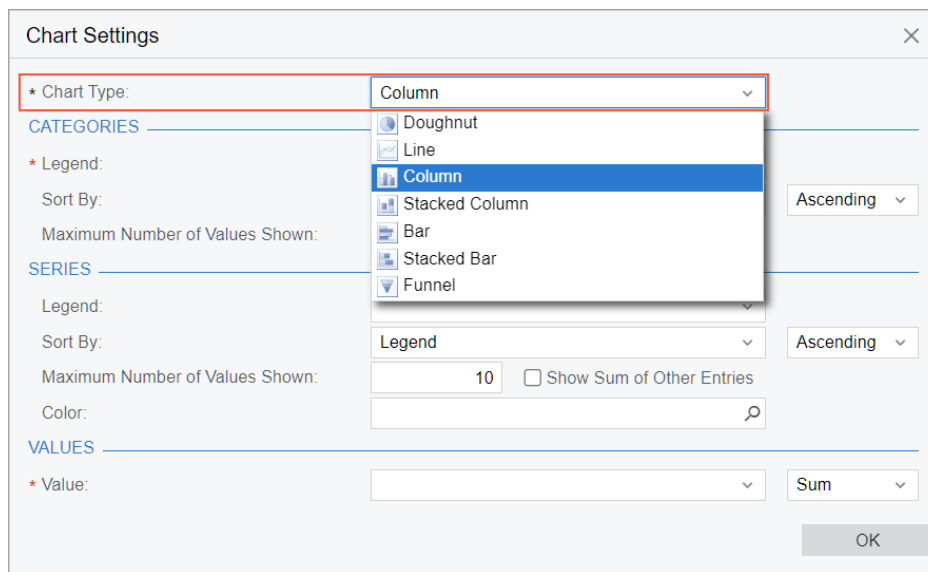 Chart Settings
* Chart Type: Column
CATEGORIES Doughnut
Line
* Legend: Column
Sort By: Stacked Column Ascending
Bar
Maximum Number of Values Shown:
Stacked Bar
SERIES
Funnel
Legend:
Sort By: Legend Ascending
Maximum Number of Values Shown: 10 Show Sum of Other Entries
Color:
VALUES
* Value: Sum
OK